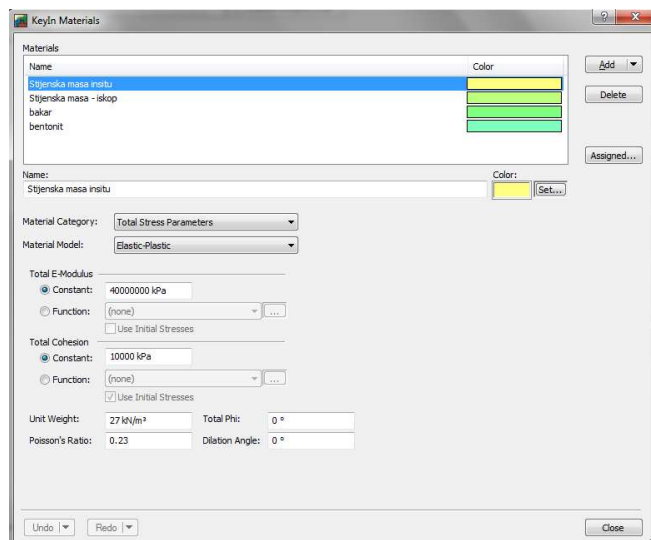 KeyIn Materials
Materials
Name Color Add
Stijenska masa insitu
Stijenska masa - iskop Delete
bakar
bentonit
Assigned...
Name: Color:
Stijenska masa insitu Set...
Material Category: Total Stress Parameters
Material Model: Elastic-Plastic
Total E-Modulus
Constant: 40000000 kPa
Function: (none) ...
Use Initial Stresses
Total Cohesion
Constant: 10000 kPa
Function: (none) ...
Use Initial Stresses
Unit Weight: 27 kN/m³ Total Phi: 0 °
Poisson's Ratio: 0.23 Dilation Angle: 0 °
Undo Redo Close